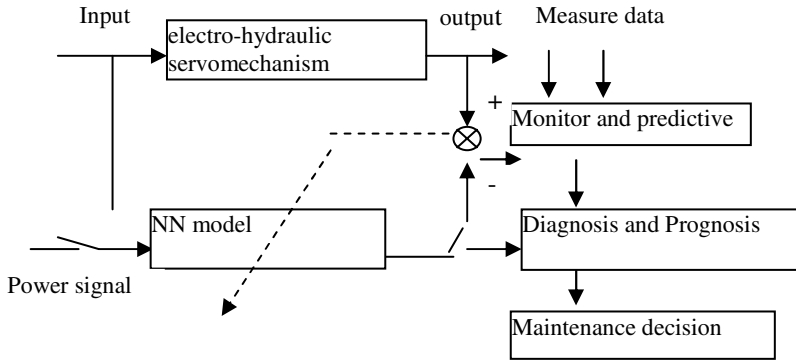 Input
output
Measure data
electro-hydraulic
servomechanism
+
Monitor and predictive
-
NN model
Diagnosis and Prognosis
Power signal
Maintenance decision